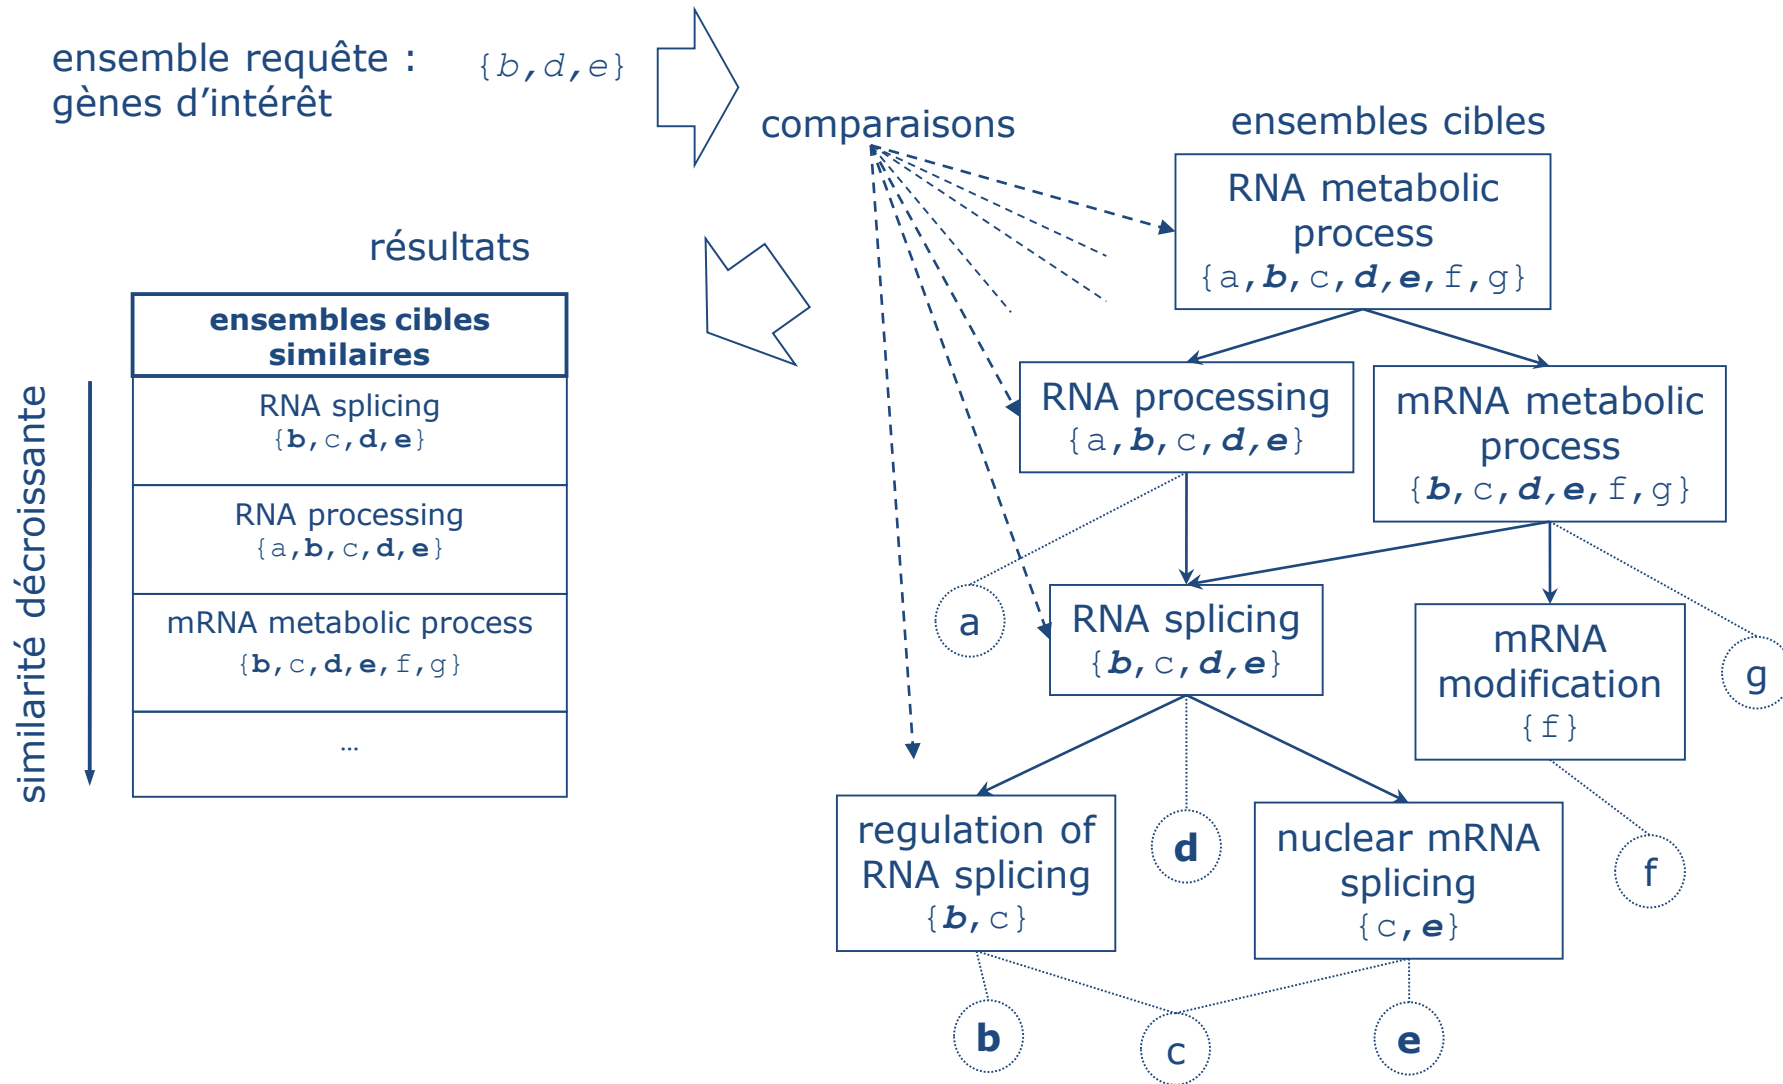 ensemble requête :
gènes d’intérêt
{b,d,e}
comparaisons
ensembles cibles
RNA metabolic
process
{a,b,c,d,e,f,g}
résultats
ensembles cibles
similaires
RNA splicing
{b,c,d,e}
RNA processing
{a,b,c,d,e}
mRNA metabolic process
{b,c,d,e,f,g}
...
similarité décroissante
RNA processing
{a,b,c,d,e}
mRNA metabolic
process
{b,c,d,e,f,g}
a
RNA splicing
{b,c,d,e}
mRNA
modification
{f}
g
regulation of
RNA splicing
{b,c}
d
nuclear mRNA
splicing
{c,e}
f
b
c
e